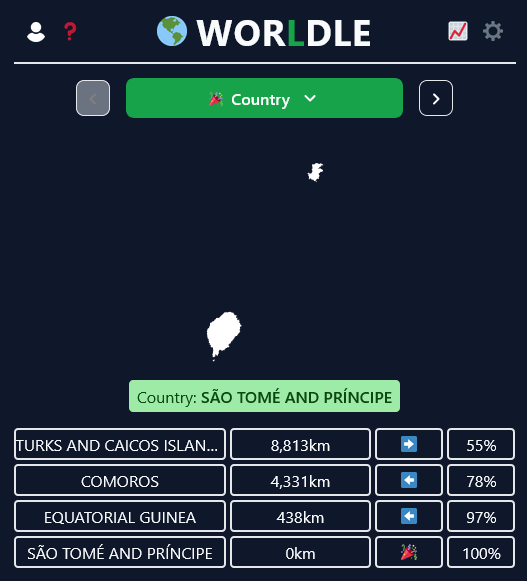 WORLDLE
Country
Country: SÃO TOMÉ AND PRÍNCIPE
TURKS AND CAICOS ISLAN... 8,813km 55%
COMOROS 4,331km 78%
EQUATORIAL GUINEA 438km 97%
SÃO TOMÉ AND PRÍNCIPE 0km 100%